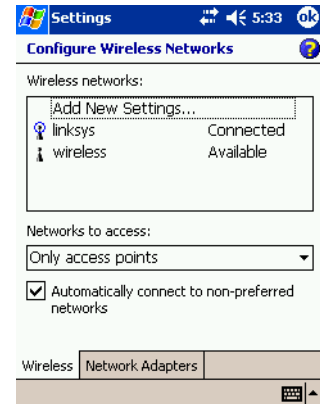 Settings 5:33 ok
Configure Wireless Networks ?
Wireless networks:
Add New Settings...
linksys Connected
wireless Available
Networks to access:
Only access points
Automatically connect to non-preferred
networks
Wireless Network Adapters